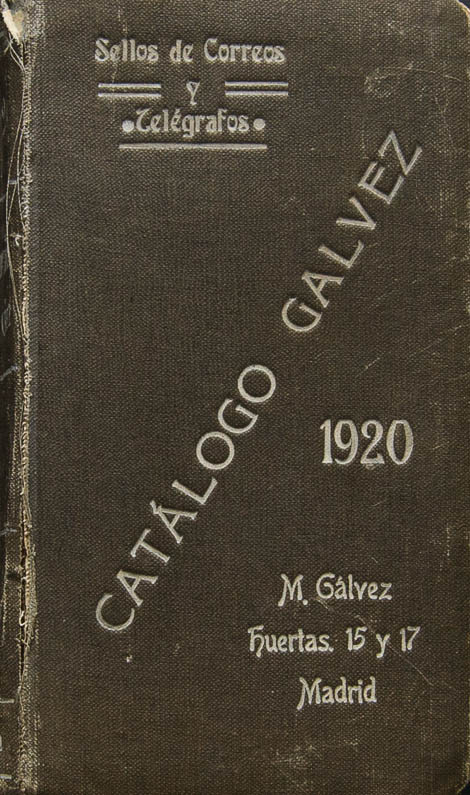 Sellos de Correos
y
Telégrafos
CATÁLOGO GALVEZ
1920
M. Gálvez
Huertas. 15 y 17
Madrid